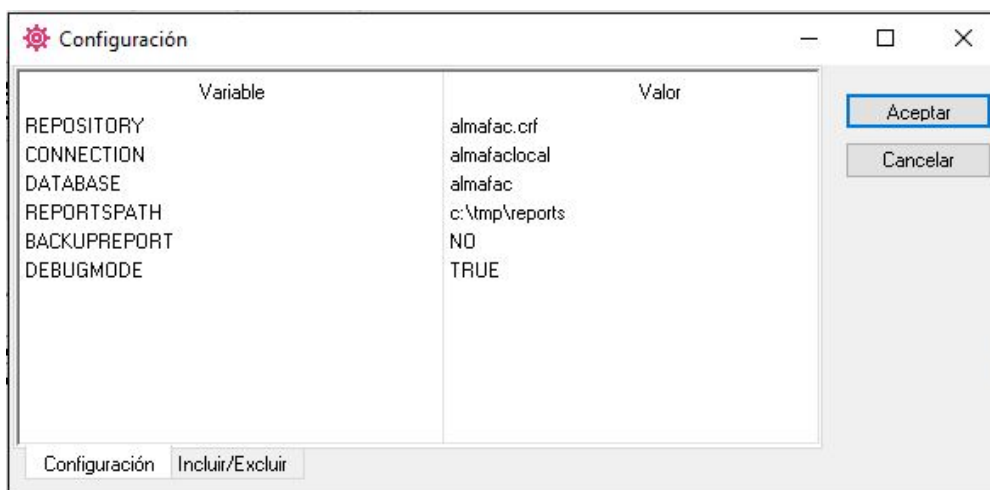 Configuración
Variable Valor
REPOSITORY almafac.crf
CONNECTION almafaclocal
DATABASE almafac
REPORTSPATH c:\tmp\reports
BACKUPREPORT NO
DEBUGMODE TRUE
Aceptar
Cancelar
Configuración Incluir/Excluir